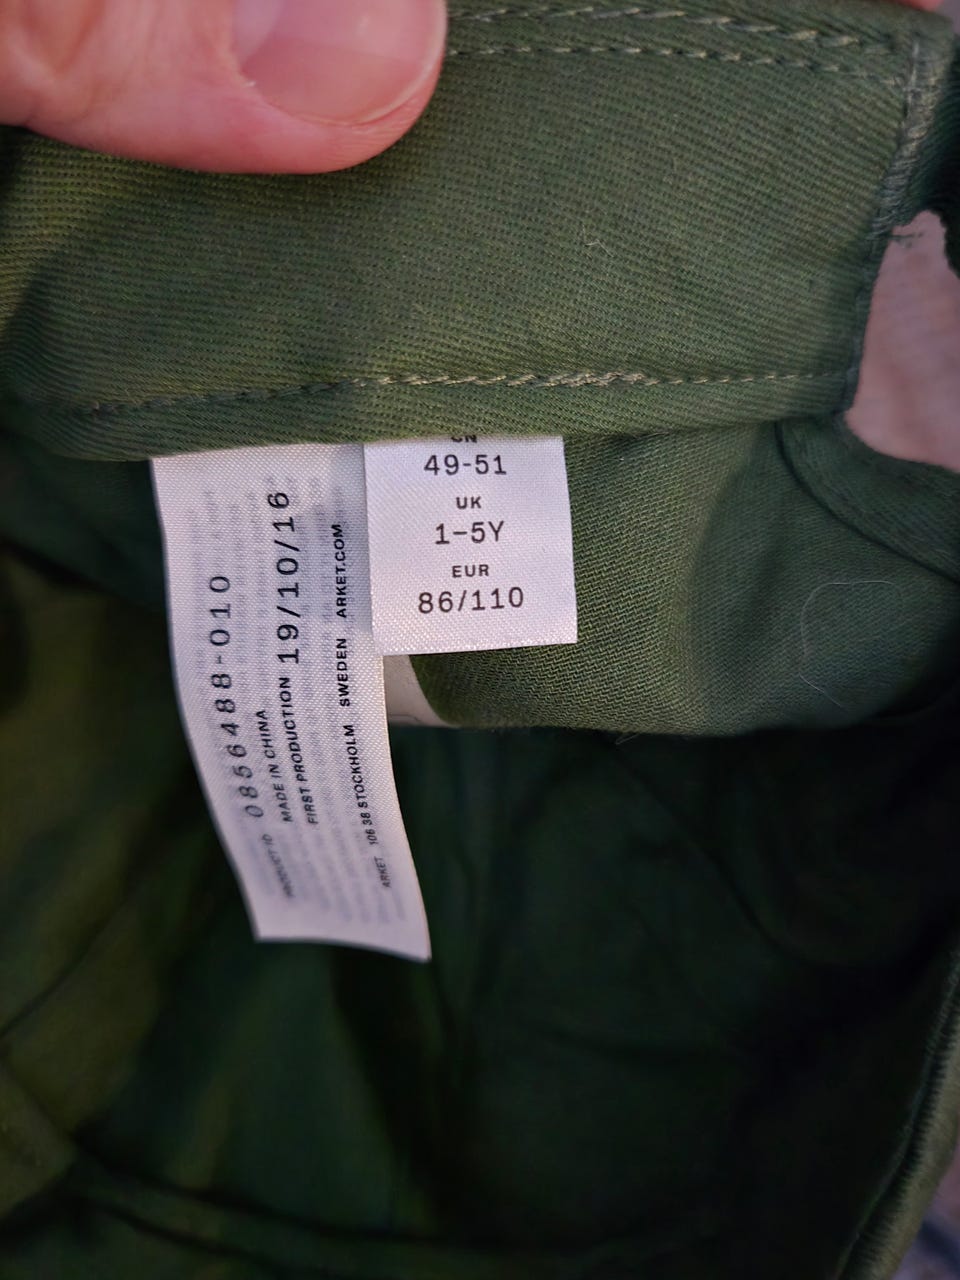 CN
49-51
UK
1-5Y
EUR
86/110
PRODUCT ID 0856488-010
MADE IN CHINA
FIRST PRODUCTION 19/10/16
ARKET 106 38 STOCKHOLM SWEDEN ARKET.COM